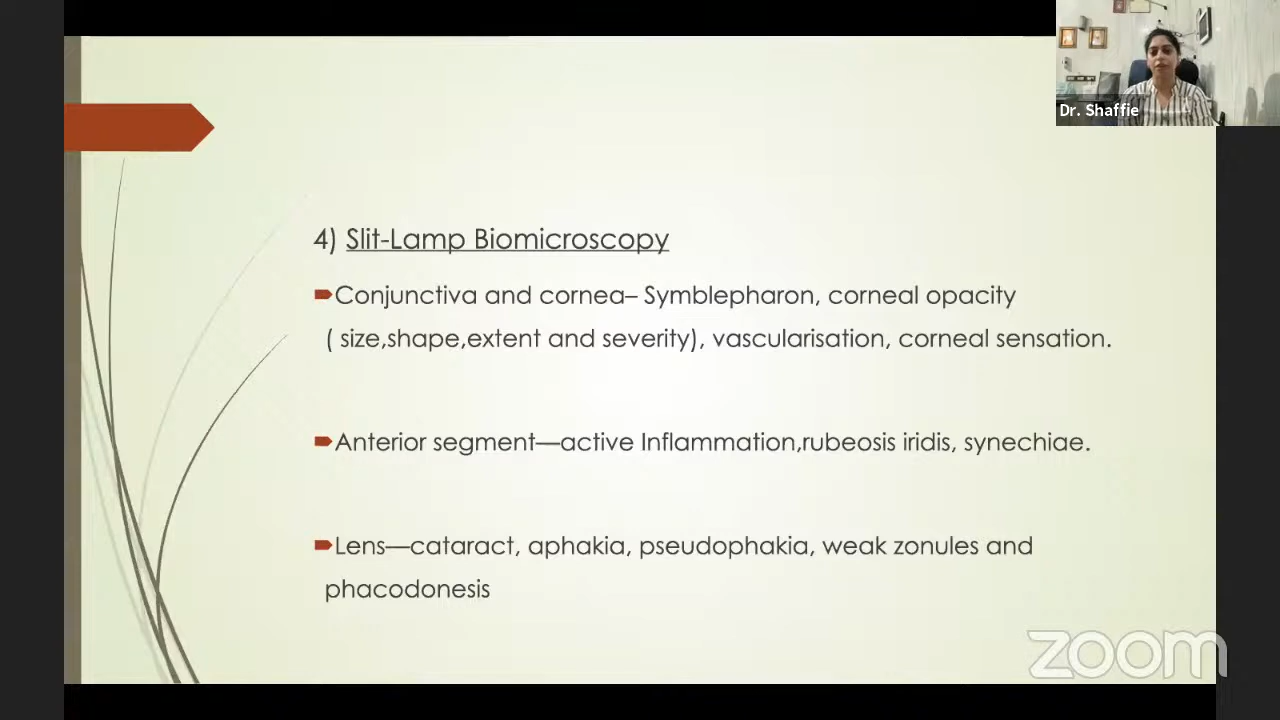 Dr. Shaffie
4) Slit-Lamp Biomicroscopy
Conjunctiva and cornea– Symblepharon, corneal opacity
( size,shape,extent and severity), vascularisation, corneal sensation.
Anterior segment—active Inflammation,rubeosis iridis, synechiae.
Lens—cataract, aphakia, pseudophakia, weak zonules and
phacodonesis
zoom